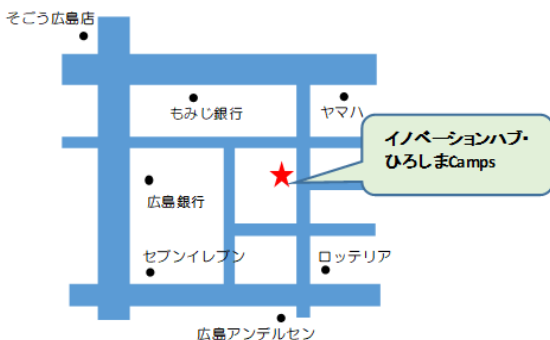 そごう広島店
もみじ銀行
ヤマハ
イノベーションハブ・
ひろしまCamps
広島銀行
セブンイレブン
ロッテリア
広島アンデルセン